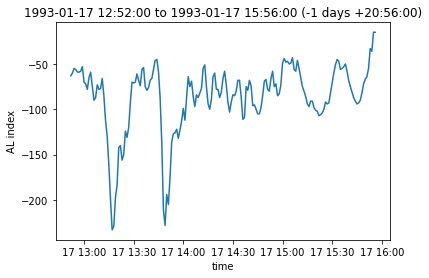 1993-01-17 12:52:00 to 1993-01-17 15:56:00 (-1 days +20:56:00)
AL index
−50
−100
−150
−200
17 13:00 17 13:30 17 14:00 17 14:30 17 15:00 17 15:30 17 16:00
time